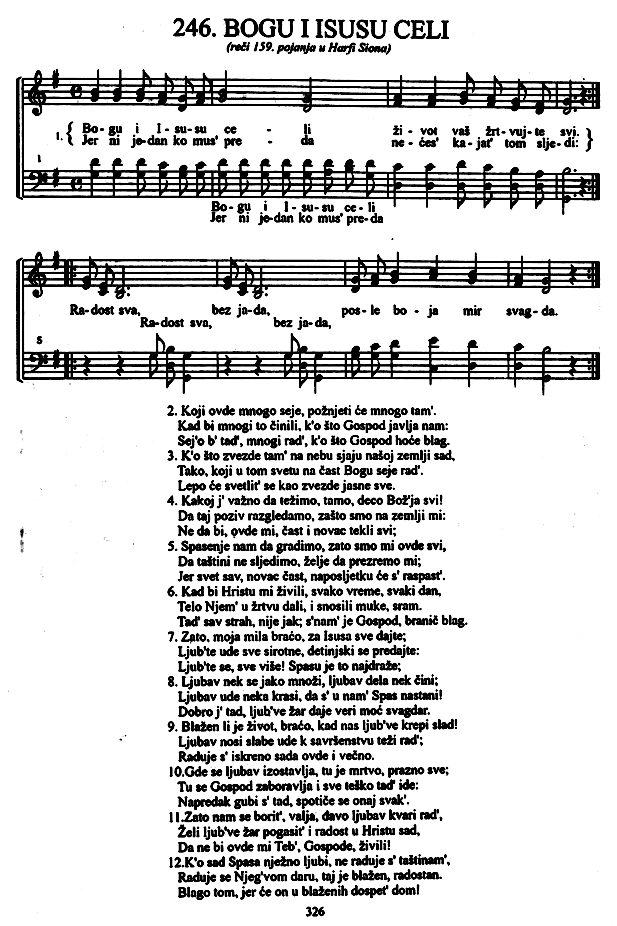 246. BOGU I ISUSU CELI
(reči 159. pojanja u Harfi Siona)
1. { Bo - gu i I - su - su ce - li ži - vot vaš žrt - vuj - te svi. }
{ Jer ni je-dan ko mus' pre - da ne - ćes' ka - jat' tom slje - di: }
1
Bo - gu i I - su - su ce - li
Jer ni je-dan ko mus' pre-da
Ra - dost sva, bez ja - da, pos - le bo - ja mir svag - da.
Ra - dost sva, bez ja - da,
5
2. Koji ovde mnogo seje, požnjeti će mnogo tam'.
Kad bi mnogi to činili, k'o što Gospod javlja nam:
Sej'o b' tad', mnogi rad', k'o što Gospod hoće blag.
3. K'o što zvezde tam' na nebu sjaju našoj zemlji sad,
Tako, koji u tom svetu na čast Bogu seje rad'.
Lepo će svetlit' se kao zvezde jasne sve.
4. Kakoj j' važno da težimo, tamo, deco Bož'ja svi!
Da taj poziv razgledamo, zašto smo na zemlji mi:
Ne da bi, ovde mi, čast i novac tekli svi;
5. Spasenje nam da gradimo, zato smo mi ovde svi,
Da taštini ne sljedimo, želje da prezremo mi;
Jer svet sav, novac čast, naposljetku će s' raspast'.
6. Kad bi Hristu mi živili, svako vreme, svaki dan,
Telo Njem' u žrtvu dali, i snosili muke, sram.
Tad' sav strah, nije jak; s'nam' je Gospod, branič blag.
7. Zato, moja mila braćo, za Isusa sve dajte;
Ljub'te ude sve sirotne, detinjski se predajte:
Ljub'te se, sve više! Spasu je to najdraže;
8. Ljubav nek se jako množi, ljubav dela nek čini;
Ljubav ude neka krasi, da s' u nam' Spas nastani!
Dobro j' tad, ljub've žar daje veri moć svagdar.
9. Blažen li je život, braćo, kad nas ljub've krepi slad!
Ljubav nosi slabe ude k savršenstvu teži rad';
Raduje s' iskreno sada ovde i večno.
10.Gde se ljubav izostavlja, tu je mrtvo, prazno sve;
Tu se Gospod zaboravlja i sve teško tad' ide:
Napredak gubi s' tad, spotiče se onaj svak'.
11.Zato nam se borit', valja, đavo ljubav kvari rad',
Želi ljub've žar pogasit' i radost u Hristu sad,
Da ne bi ovde mi Teb', Gospode, živili!
12.K'o sad Spasa nježno ljubi, ne raduje s' taštinam',
Raduje se Njeg'vom daru, taj je blažen, radostan.
Blago tom, jer će on u blaženih dospet' dom!
326